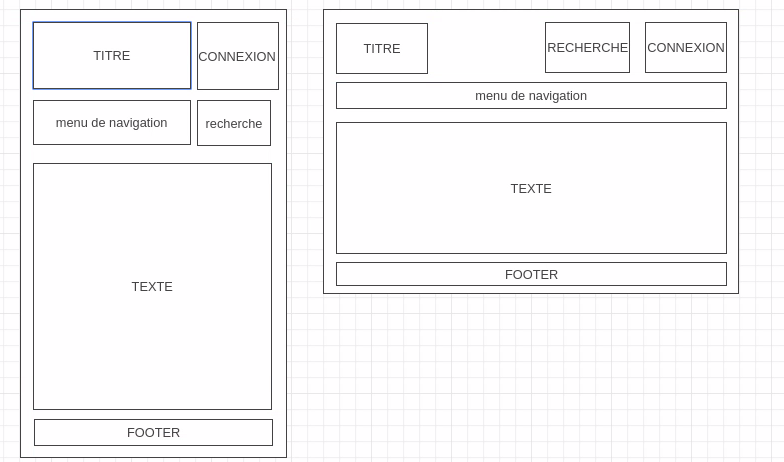 TITRE
CONNEXION
menu de navigation
recherche
TEXTE
FOOTER
TITRE
RECHERCHE
CONNEXION
menu de navigation
TEXTE
FOOTER